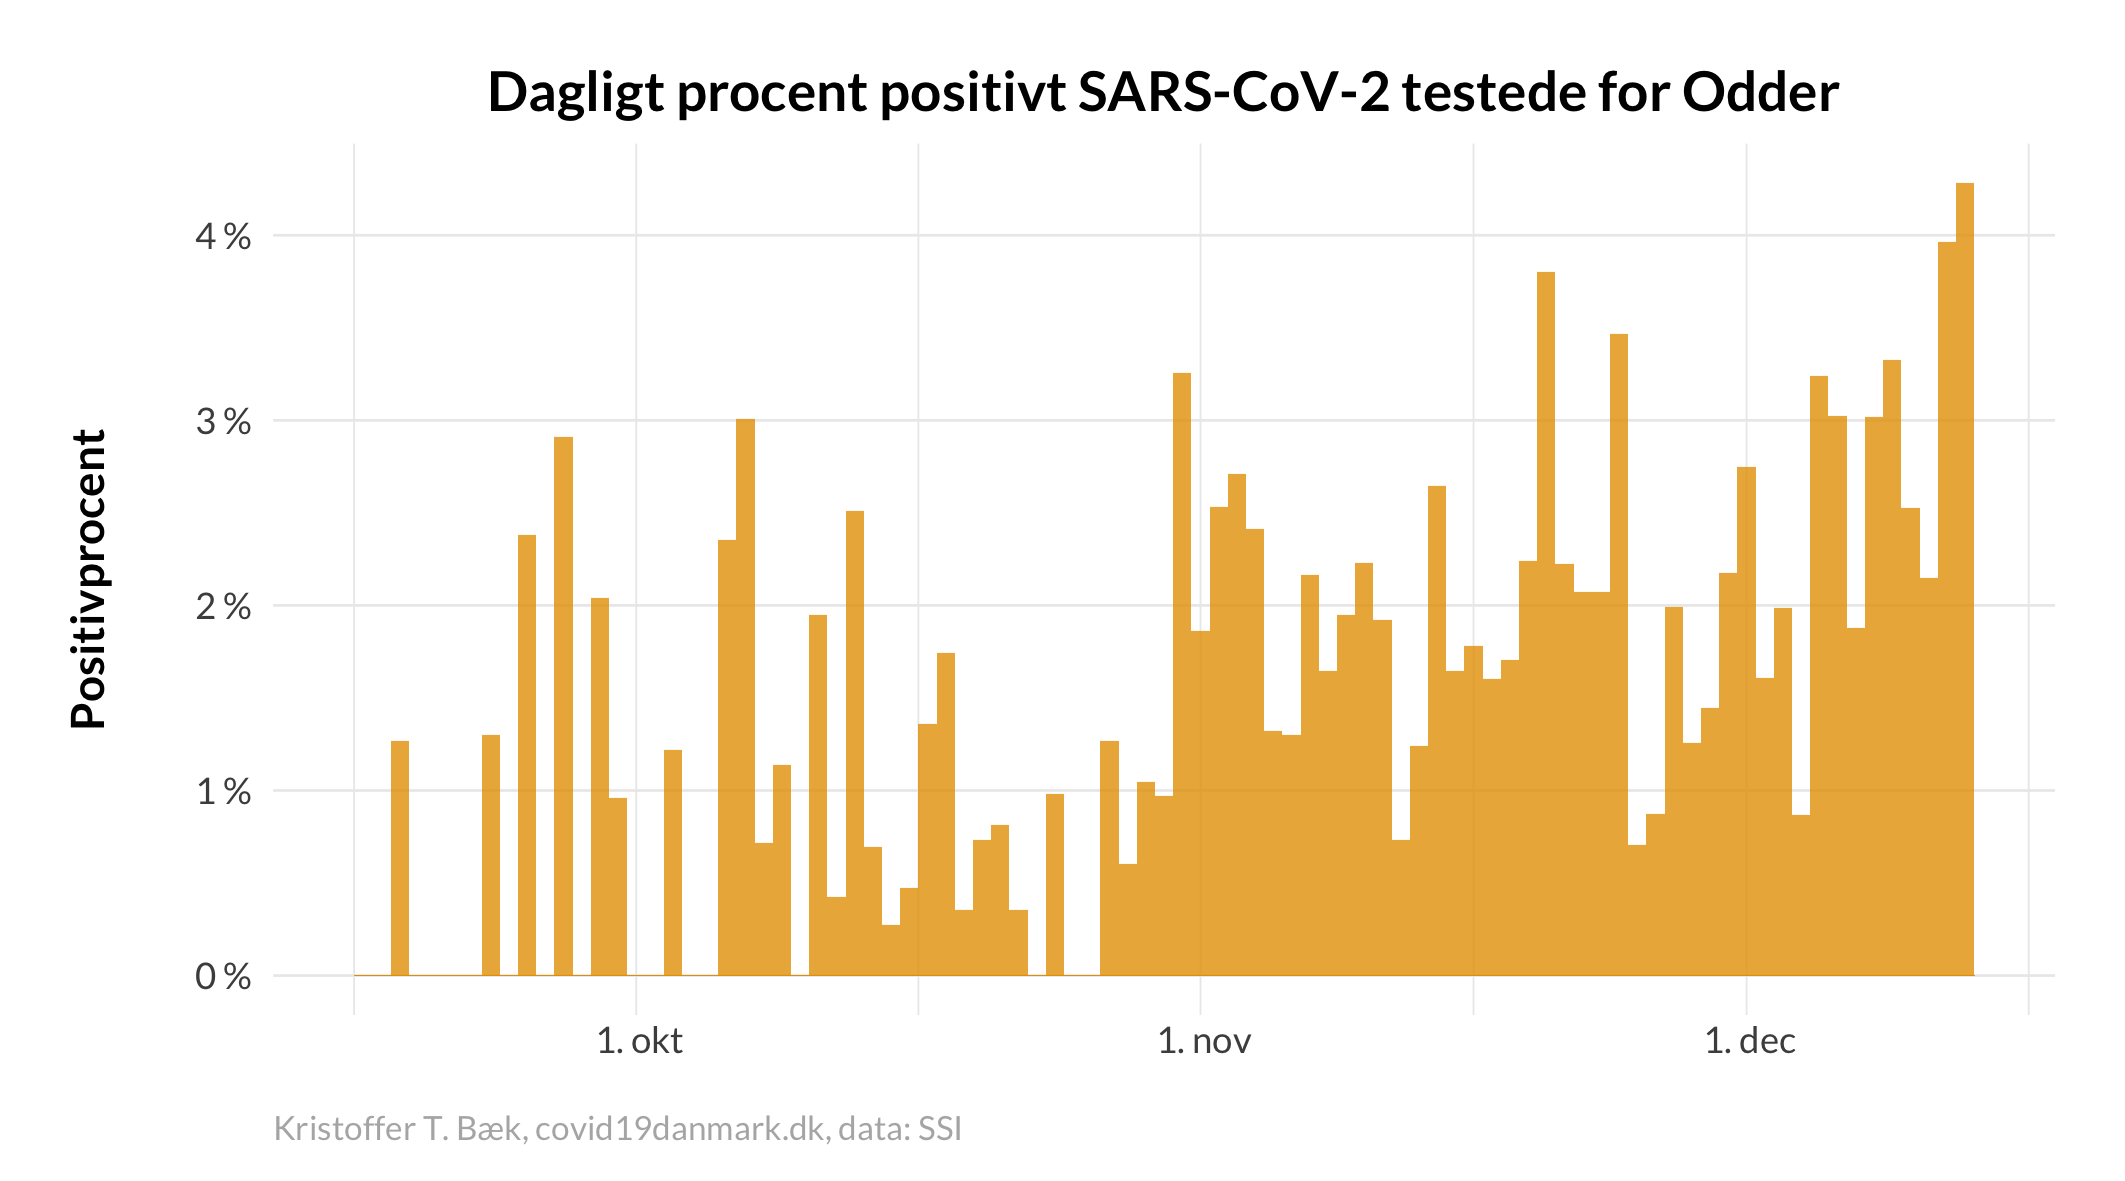 Dagligt procent positivt SARS-CoV-2 testede for Odder
Positivprocent
4 %
3 %
2 %
1 %
0 %
1. okt
1. nov
1. dec
Kristoffer T. Bæk, covid19danmark.dk, data: SSI